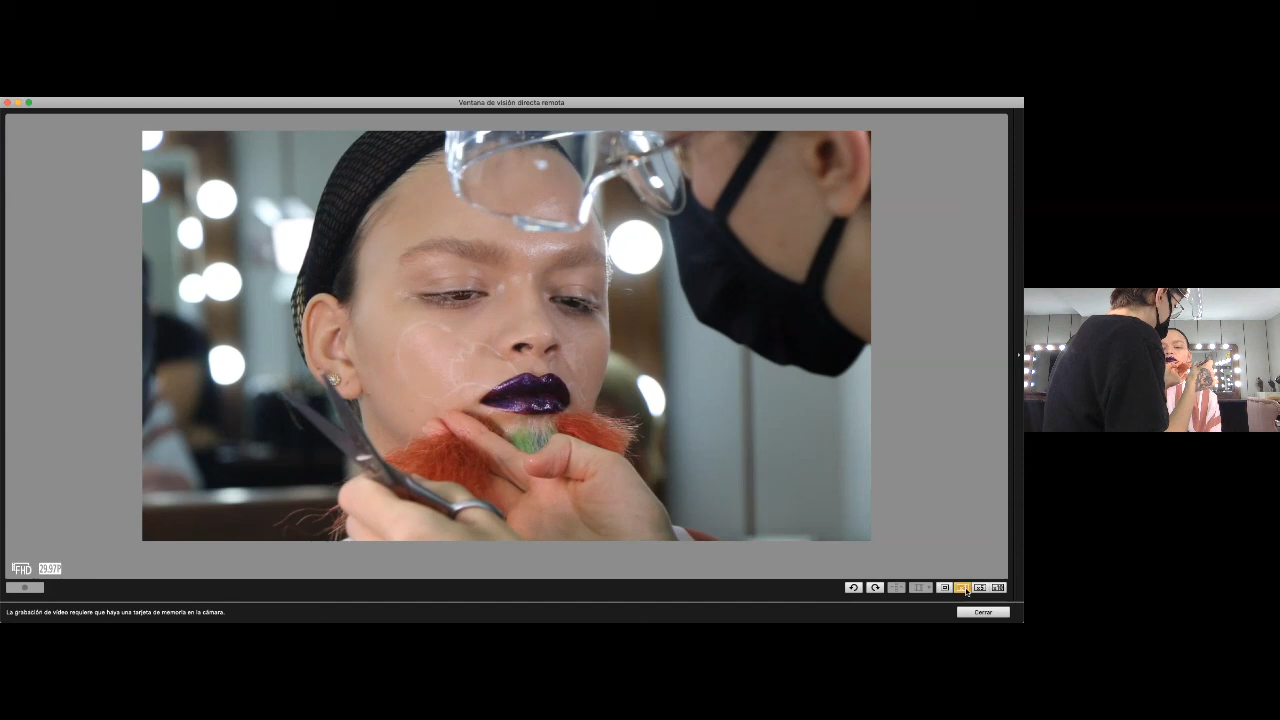 Ventana de visión directa remota
FHD 29.97P
La grabación de vídeo requiere que haya una tarjeta de memoria en la cámara.
Cerrar